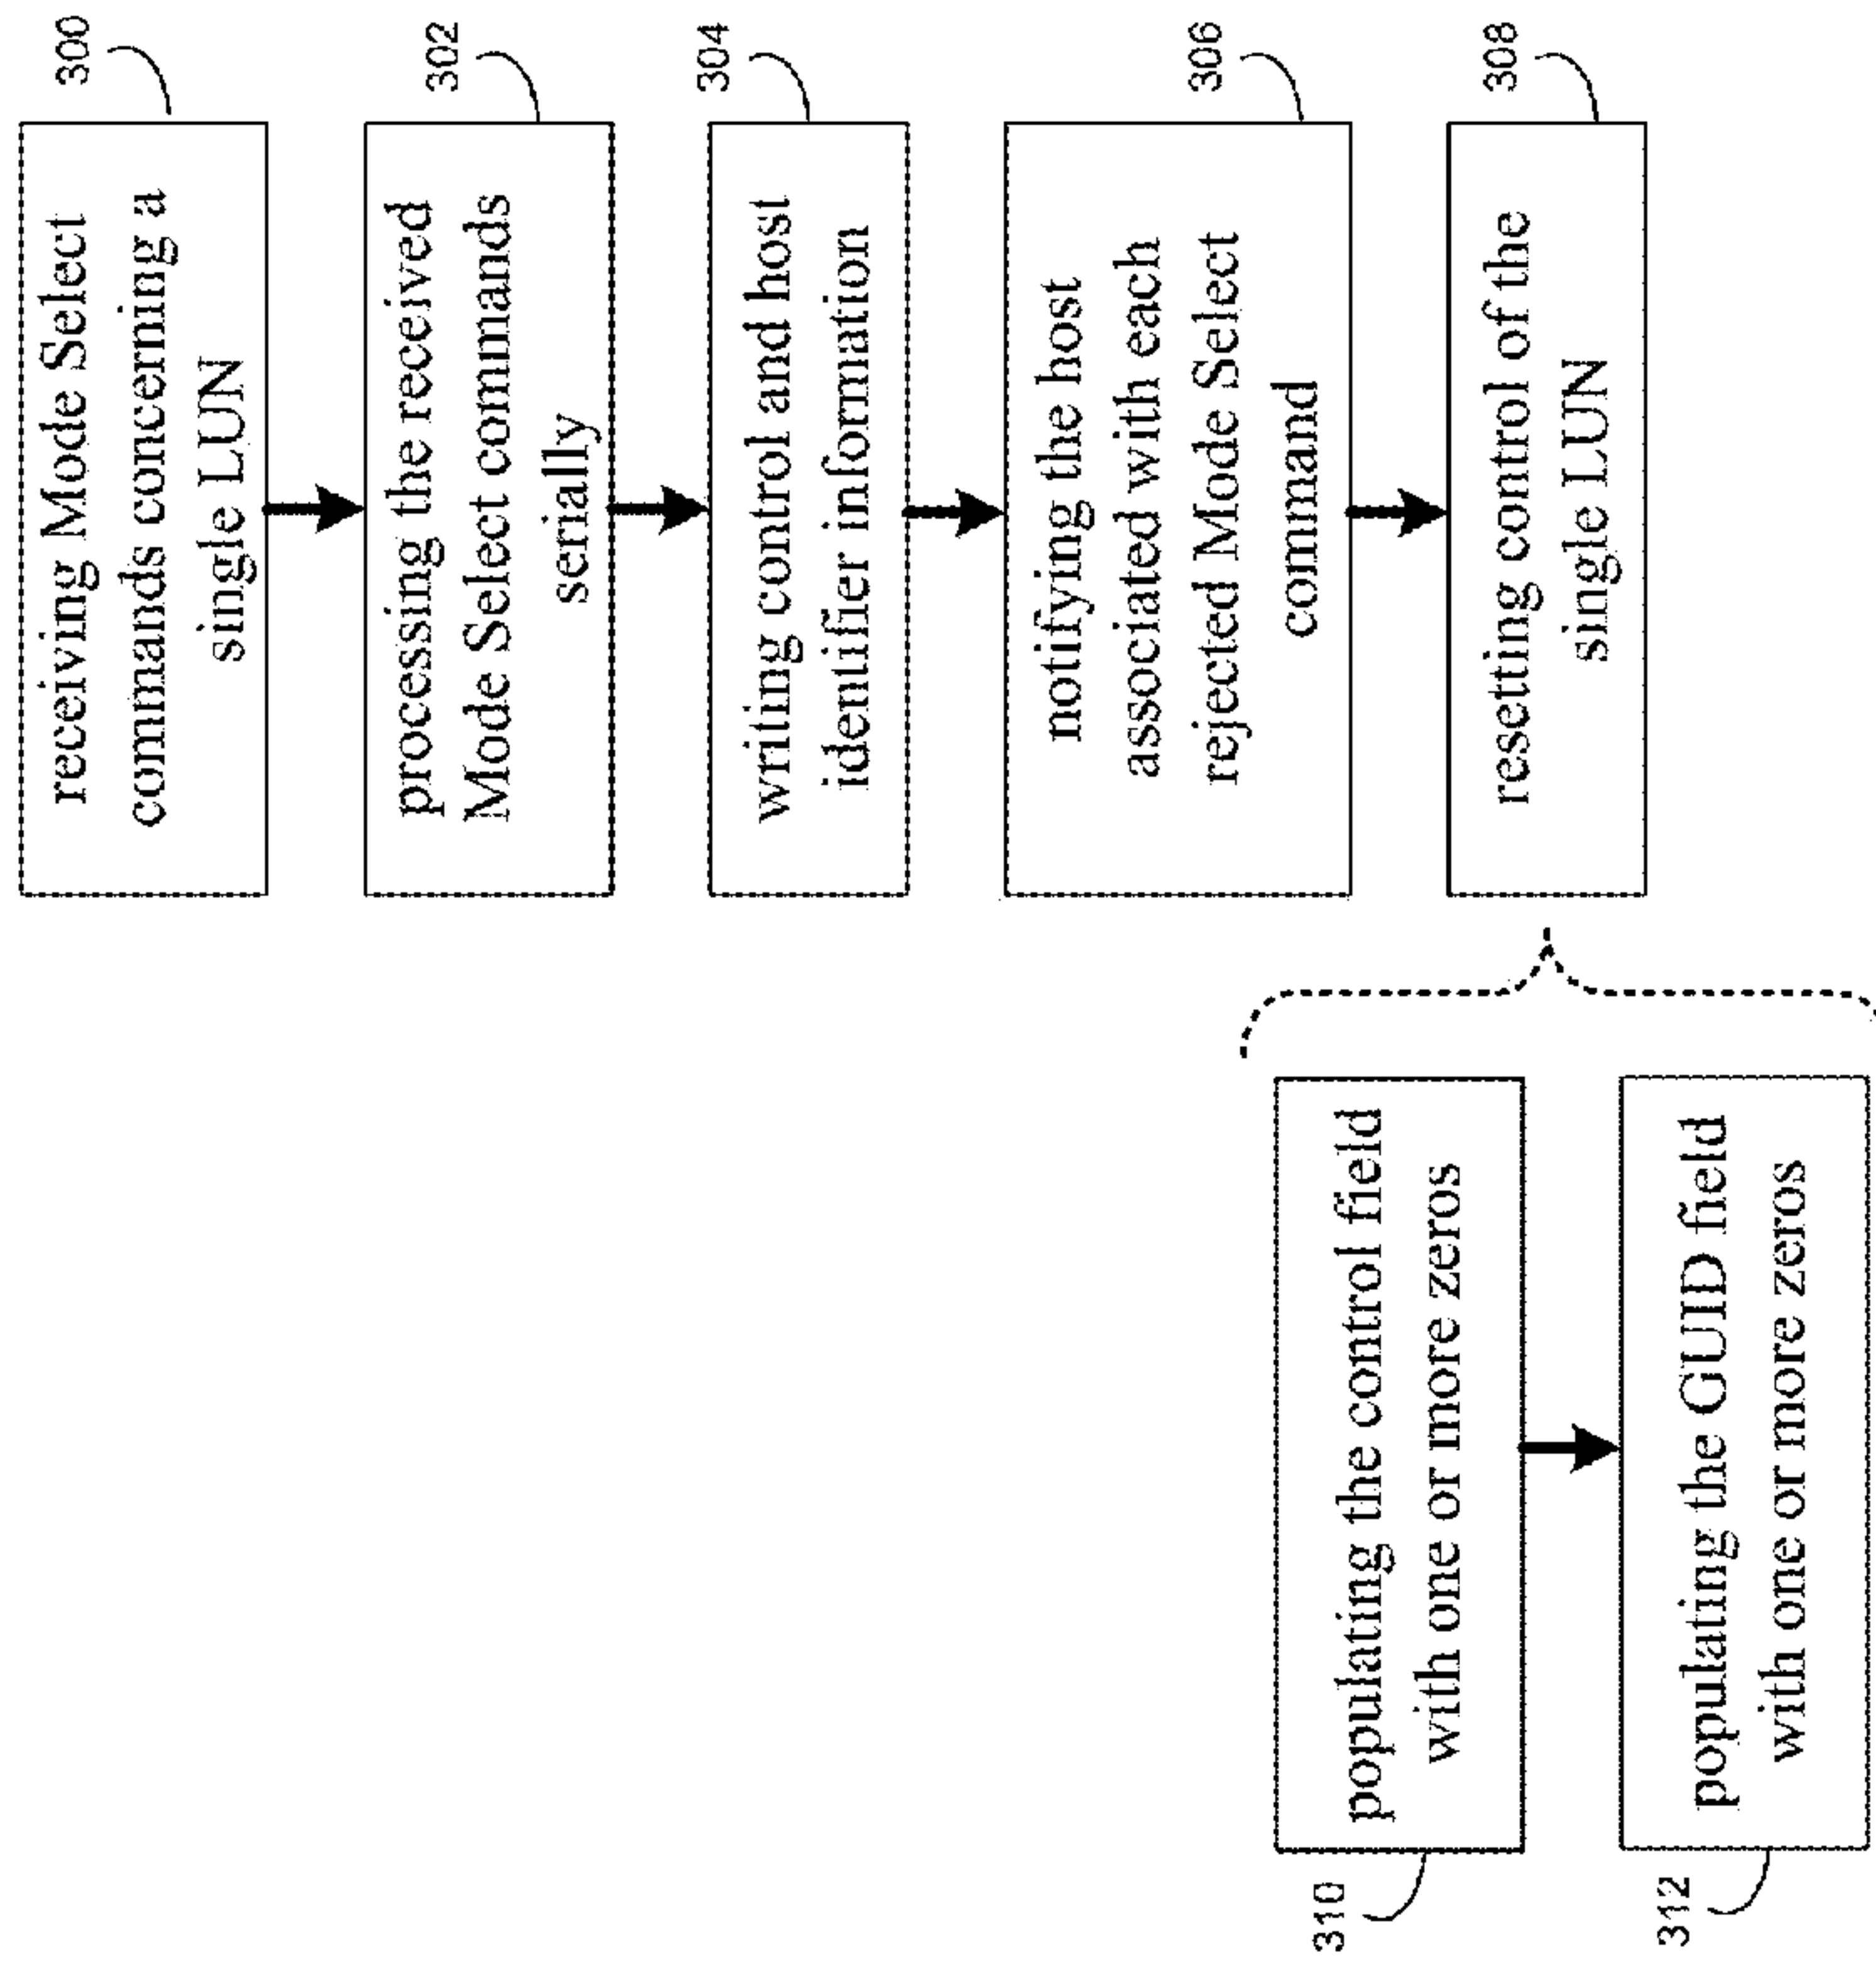 300
receiving Mode Select
commands concerning a
single LUN
302
processing the received
Mode Select commands
serially
304
writing control and host
identifier information
306
notifying the host
associated with each
rejected Mode Select
command
308
resetting control of the
single LUN
310
populating the control field
with one or more zeros
312
populating the GUID field
with one or more zeros